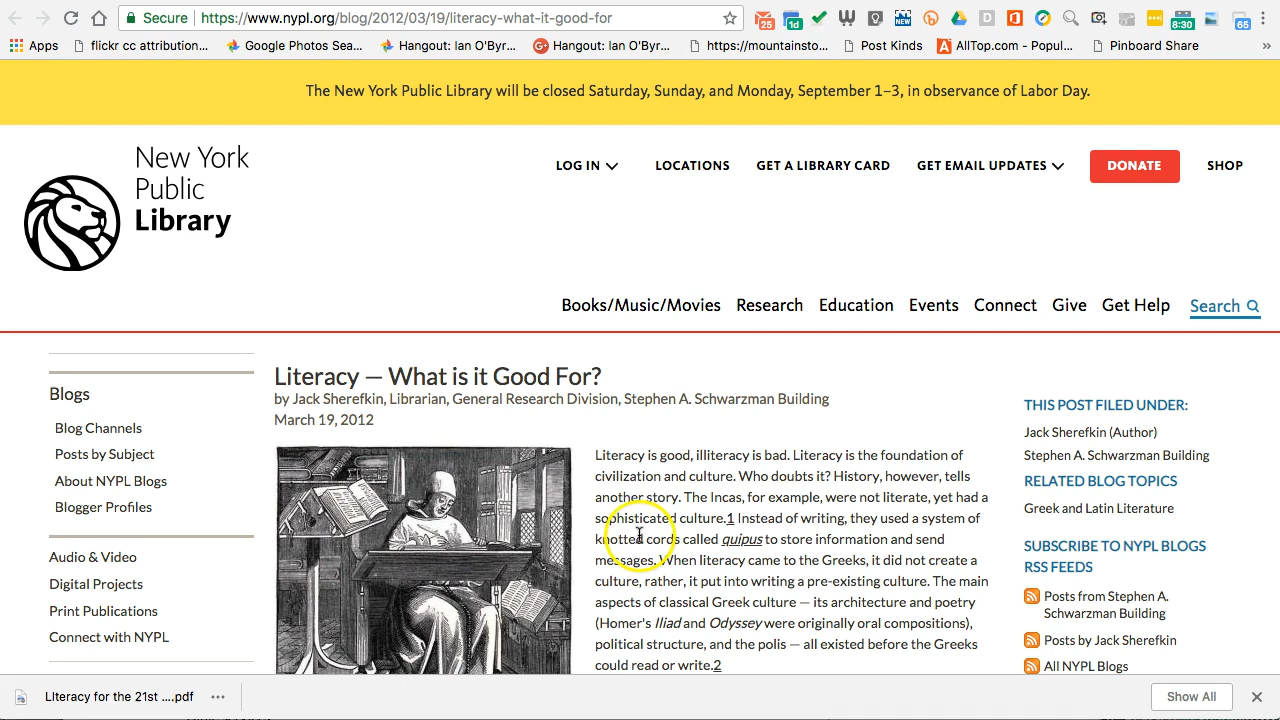 Secure https://www.nypl.org/blog/2012/03/19/literacy-what-it-good-for
25 1d NEW D 8:30 65
Apps flickr cc attribution... Google Photos Sea... Hangout: Ian O'Byr... Hangout: Ian O'Byr... https://mountainsto... Post Kinds AllTop.com - Popul... Pinboard Share »
The New York Public Library will be closed Saturday, Sunday, and Monday, September 1–3, in observance of Labor Day.
New York
Public
Library
LOG IN LOCATIONS GET A LIBRARY CARD GET EMAIL UPDATES DONATE SHOP
Books/Music/Movies Research Education Events Connect Give Get Help Search
Blogs
Blog Channels
Posts by Subject
About NYPL Blogs
Blogger Profiles
Audio & Video
Digital Projects
Print Publications
Connect with NYPL
Literacy — What is it Good For?
by Jack Sherefkin, Librarian, General Research Division, Stephen A. Schwarzman Building
March 19, 2012
Literacy is good, illiteracy is bad. Literacy is the foundation of
civilization and culture. Who doubts it? History, however, tells
another story. The Incas, for example, were not literate, yet had a
sophisticated culture.1 Instead of writing, they used a system of
knotted cords called quipus to store information and send
messages. When literacy came to the Greeks, it did not create a
culture, rather, it put into writing a pre-existing culture. The main
aspects of classical Greek culture — its architecture and poetry
(Homer's Iliad and Odyssey were originally oral compositions),
political structure, and the polis — all existed before the Greeks
could read or write.2
THIS POST FILED UNDER:
Jack Sherefkin (Author)
Stephen A. Schwarzman Building
RELATED BLOG TOPICS
Greek and Latin Literature
SUBSCRIBE TO NYPL BLOGS
RSS FEEDS
Posts from Stephen A.
Schwarzman Building
Posts by Jack Sherefkin
All NYPL Blogs
LIteracy for the 21st ....pdf
Show All